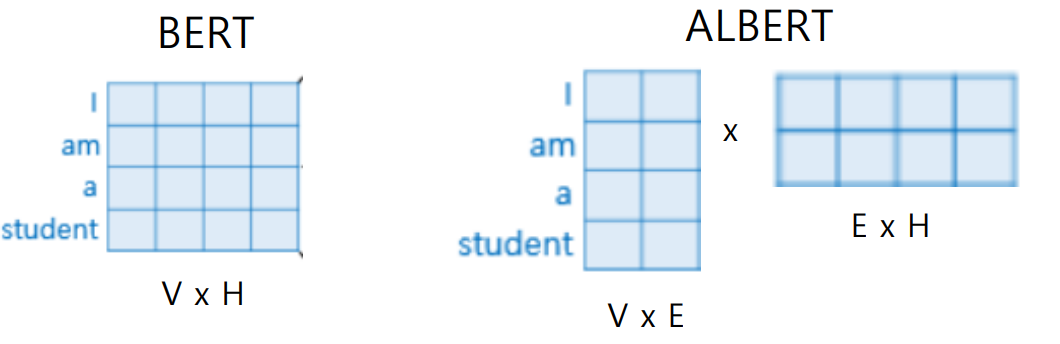 BERT
I
am
a
student
V x H
ALBERT
I
am
a
student
V x E
x
E x H